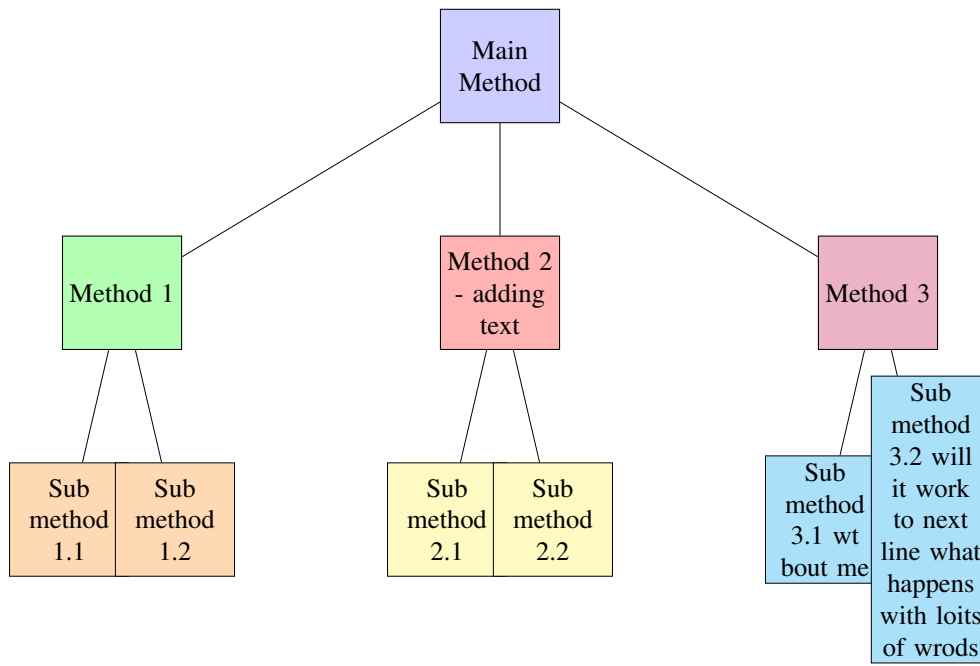 Main
Method
Method 1
Method 2
- adding
text
Method 3
Sub
method
1.1
Sub
method
1.2
Sub
method
2.1
Sub
method
2.2
Sub
method
3.1 wt
bout me
Sub
method
3.2 will
it work
to next
line what
happens
with loits
of wrods